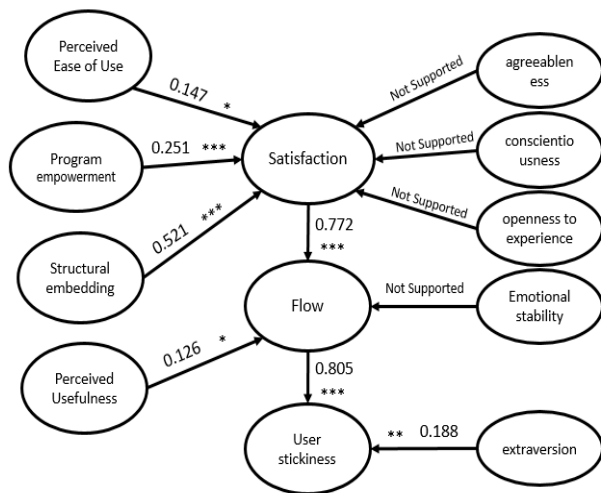 Perceived
Ease of Use
0.147 *
Not Supported
agreeablen
ess
Program
empowerment
0.251 ***
Satisfaction
Not Supported
conscientio
usness
Structural
embedding
0.521 ***
Not Supported
openness to
experience
0.772
***
Flow
Not Supported
Emotional
stability
Perceived
Usefulness
0.126 *
0.805
***
User
stickiness
** 0.188
extraversion